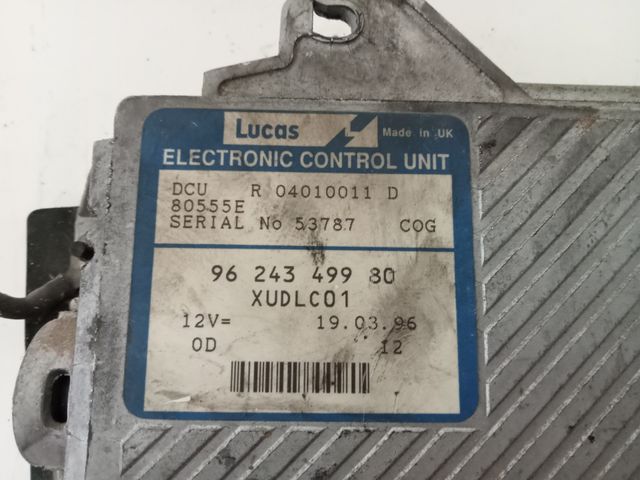 Lucas Made in UK
ELECTRONIC CONTROL UNIT
DCU R 04010011 D
80555E
SERIAL No 53787 COG
96 243 499 80
XUDLC01
12V= 19.03.96
0D 12